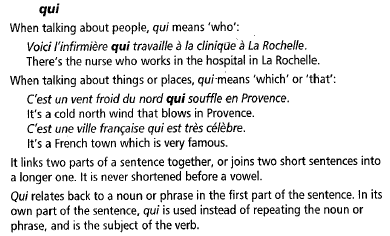 qui
When talking about people, qui means 'who':
Voici l'infirmière qui travaille à la clinique à La Rochelle.
There's the nurse who works in the hospital in La Rochelle.
When talking about things or places, qui means 'which' or 'that':
C'est un vent froid du nord qui souffle en Provence.
It's a cold north wind that blows in Provence.
C'est une ville française qui est très célèbre.
It's a French town which is very famous.
It links two parts of a sentence together, or joins two short sentences into
a longer one. It is never shortened before a vowel.
Qui relates back to a noun or phrase in the first part of the sentence. In its
own part of the sentence, qui is used instead of repeating the noun or
phrase, and is the subject of the verb.